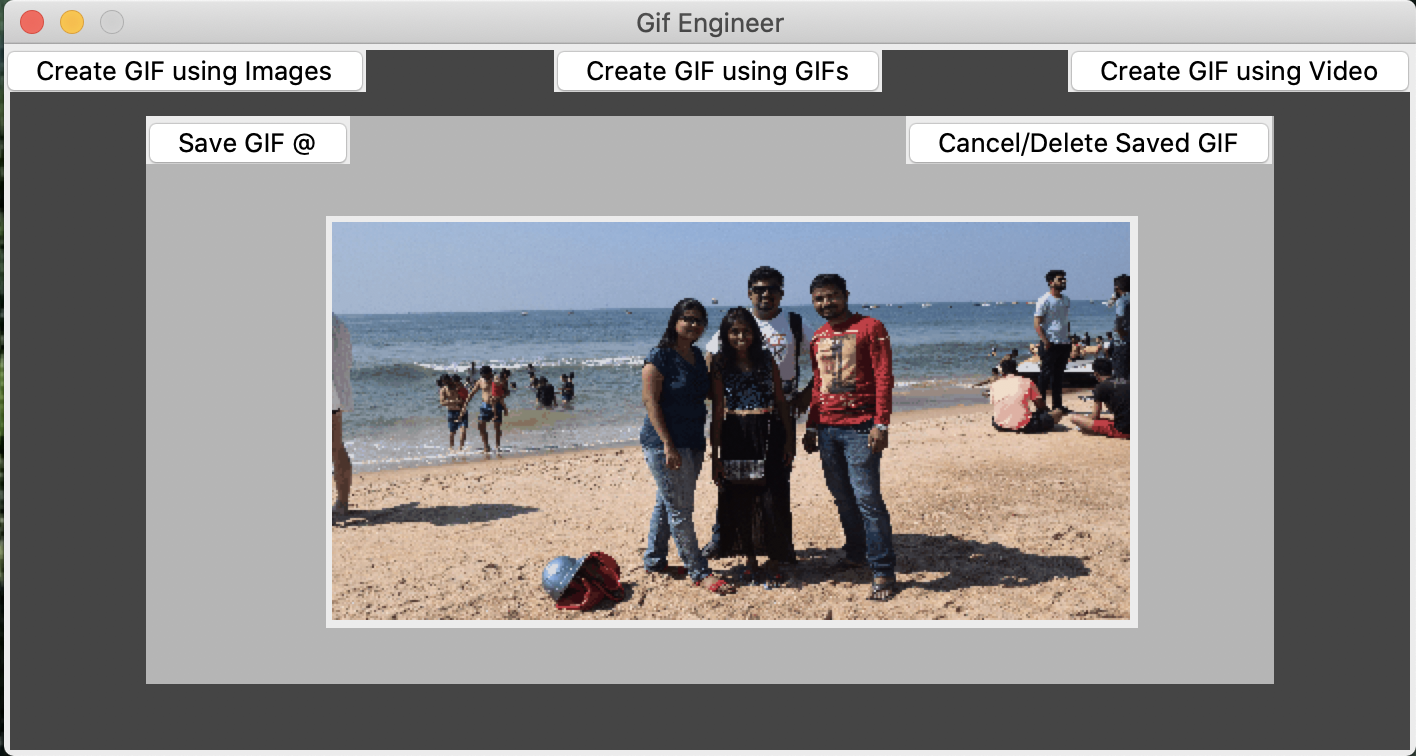 Gif Engineer
Create GIF using Images
Create GIF using GIFs
Create GIF using Video
Save GIF @
Cancel/Delete Saved GIF